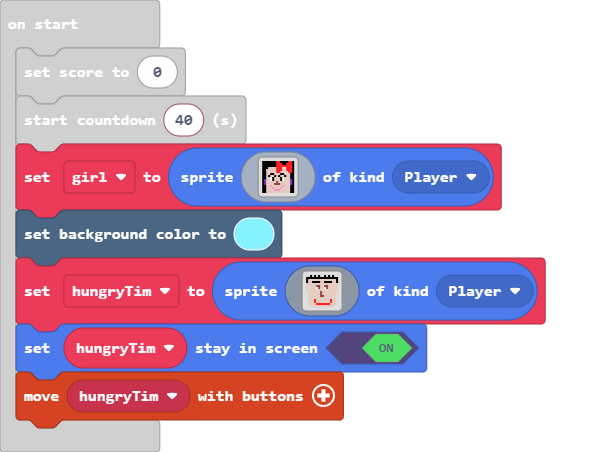 on start
set score to 0
start countdown 40 (s)
set girl to sprite of kind Player
set background color to
set hungryTim to sprite of kind Player
set hungryTim stay in screen ON
move hungryTim with buttons